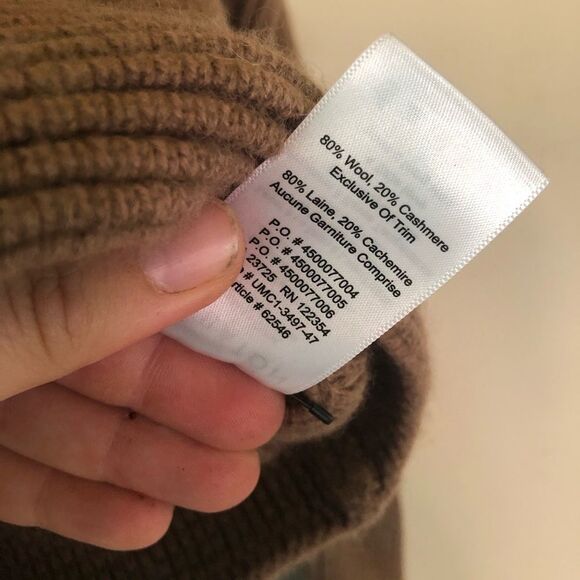 80% Wool, 20% Cashmere
Exclusive Of Trim
80% Laine, 20% Cachemire
Aucune Garniture Comprise
P.O. # 4500077004
P.O. # 4500077005
P.O. # 4500077006
23725 RN 122354
# UMC1-3497-47
# 62546